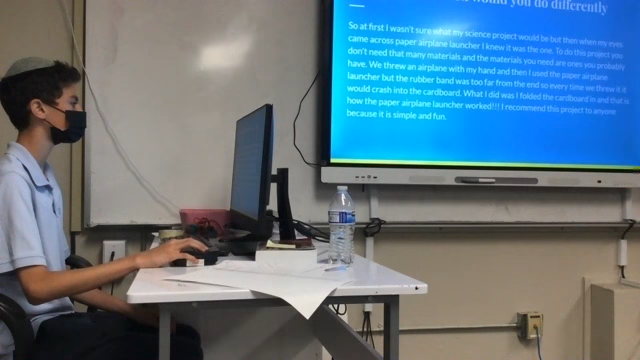 would you do differently
So at first I wasn't sure what my science project would be but then when my eyes
came across paper airplane launcher I knew it was the one. To do this project you
don't need that many materials and the materials you need are ones you probably
have. We threw an airplane with my hand and then I used the paper airplane
launcher but the rubber band was too far from the end so every time we threw it it
would crash into the cardboard. What I did was I folded the cardboard in and that is
how the paper airplane launcher worked!!! I recommend this project to anyone
because it is simple and fun.